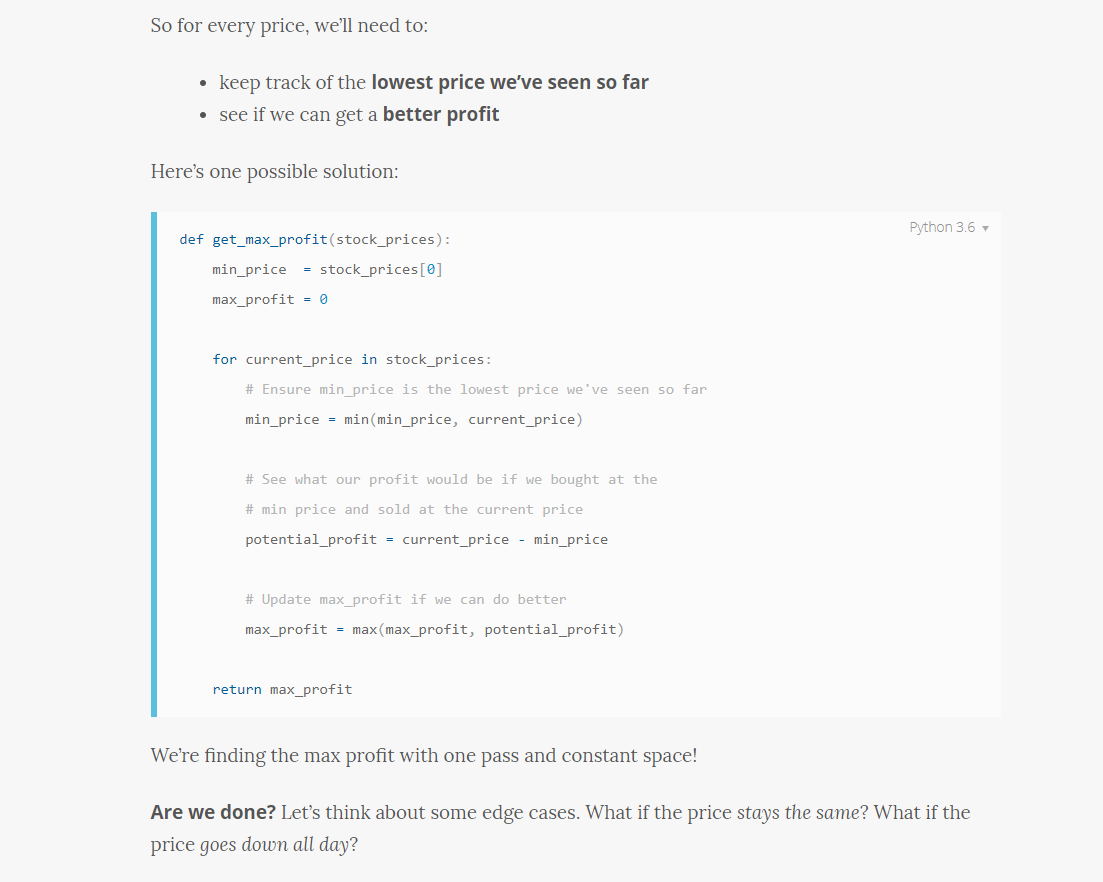 So for every price, we’ll need to:
• keep track of the lowest price we’ve seen so far
• see if we can get a better profit
Here’s one possible solution:
Python 3.6 ▾
def get_max_profit(stock_prices):
    min_price  = stock_prices[0]
    max_profit = 0

    for current_price in stock_prices:
        # Ensure min_price is the lowest price we've seen so far
        min_price = min(min_price, current_price)

        # See what our profit would be if we bought at the
        # min price and sold at the current price
        potential_profit = current_price - min_price

        # Update max_profit if we can do better
        max_profit = max(max_profit, potential_profit)

    return max_profit
We’re finding the max profit with one pass and constant space!
Are we done? Let’s think about some edge cases. What if the price stays the same? What if the
price goes down all day?